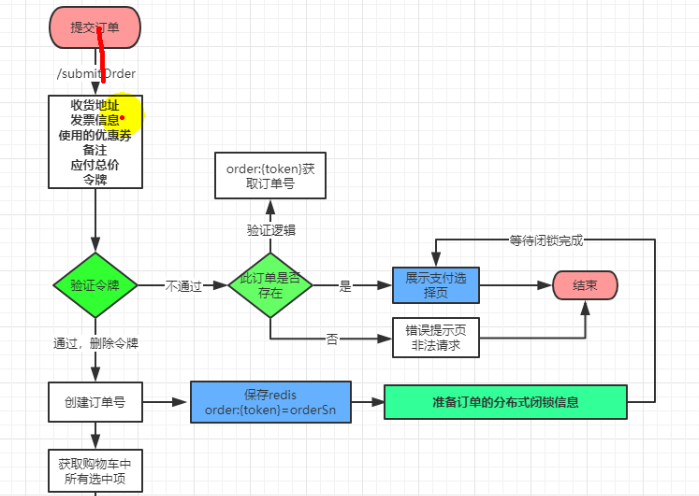 提交订单
/submitOrder
收货地址
发票信息
使用的优惠券
备注
应付总价
令牌
order:{token}获
取订单号
验证逻辑
等待闭锁完成
验证令牌
不通过
此订单是否
存在
是
展示支付选
择页
结束
否
错误提示页
非法请求
通过，删除令牌
创建订单号
保存redis
order:{token}=orderSn
准备订单的分布式闭锁信息
获取购物车中
所有选中项